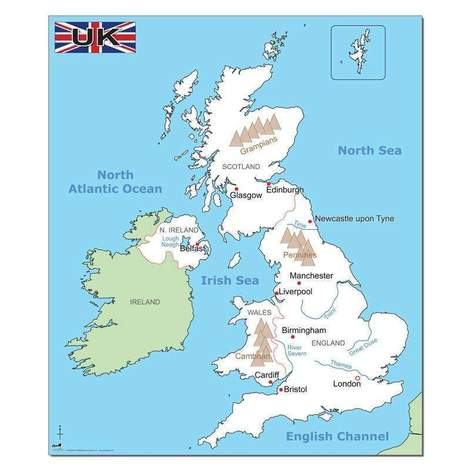 UK
Grampians
SCOTLAND
North Sea
North
Atlantic Ocean
Edinburgh
Glasgow
Newcastle upon Tyne
Tyne
N. IRELAND
Lough
Neagh
Belfast
Pennines
Irish Sea
Manchester
Liverpool
IRELAND
WALES
Trent
Birmingham
ENGLAND
Great Ouse
River
Severn
Cambrian
Thames
Cardiff
London
Bristol
English Channel